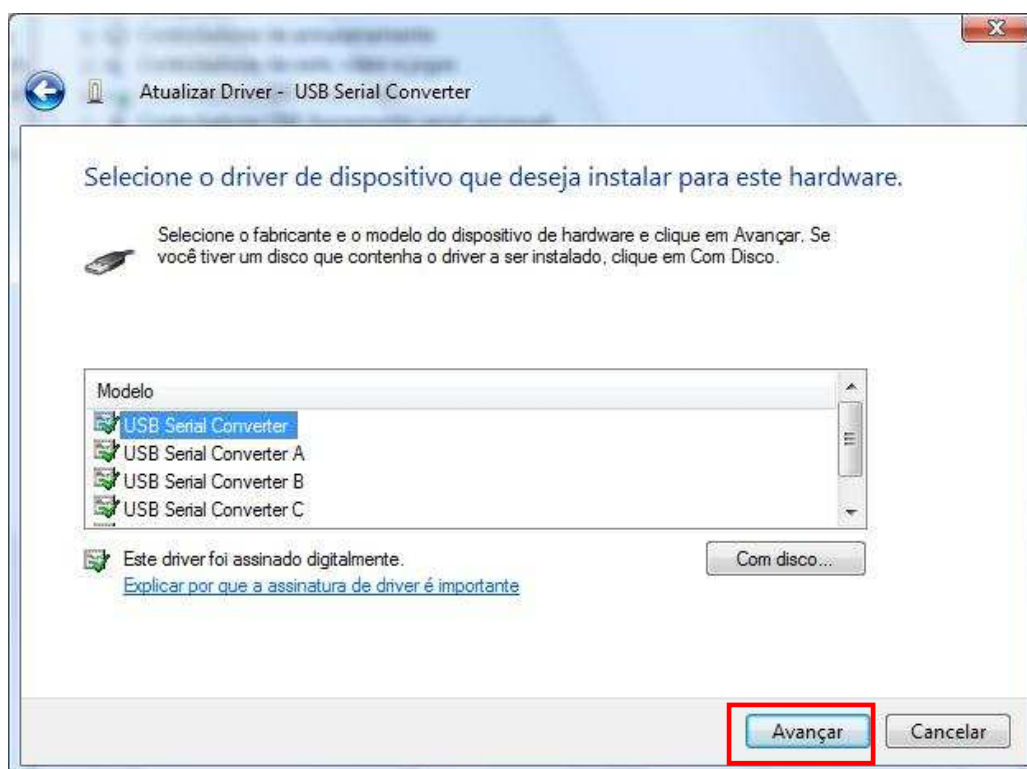 Atualizar Driver - USB Serial Converter
Selecione o driver de dispositivo que deseja instalar para este hardware.
Selecione o fabricante e o modelo do dispositivo de hardware e clique em Avançar. Se
você tiver um disco que contenha o driver a ser instalado, clique em Com Disco.
Modelo
USB Serial Converter
USB Serial Converter A
USB Serial Converter B
USB Serial Converter C
Este driver foi assinado digitalmente.
Com disco...
Explicar por que a assinatura de driver é importante
Avançar
Cancelar